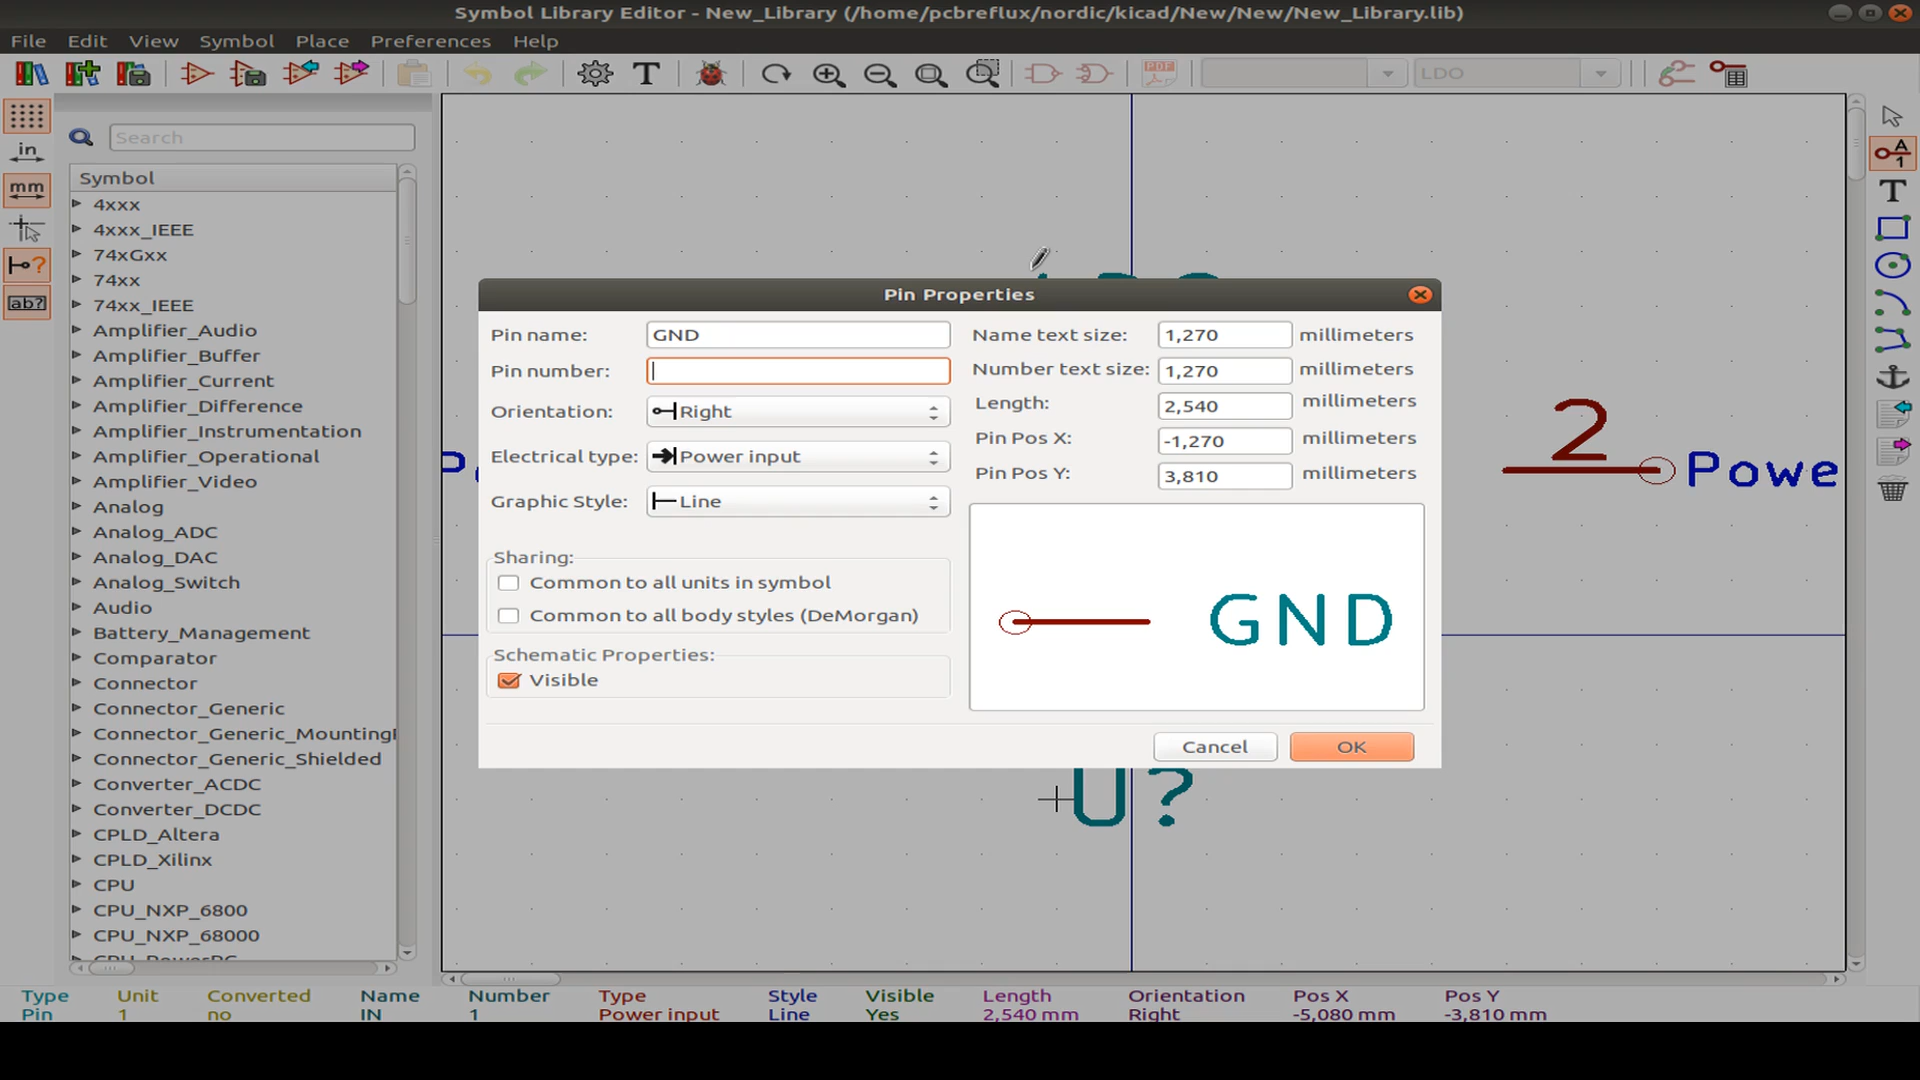 Symbol Library Editor - New_Library (/home/pcbreflux/nordic/kicad/New/New/New_Library.lib)
File Edit View Symbol Place Preferences Help
T PDF LDO
in
mm
ab?
A
1
T
Search
Symbol
4xxx
4xxx_IEEE
74xGxx
74xx
74xx_IEEE
Amplifier_Audio
Amplifier_Buffer
Amplifier_Current
Amplifier_Difference
Amplifier_Instrumentation
Amplifier_Operational
Amplifier_Video
Analog
Analog_ADC
Analog_DAC
Analog_Switch
Audio
Battery_Management
Comparator
Connector
Connector_Generic
Connector_Generic_Mounting
Connector_Generic_Shielded
Converter_ACDC
Converter_DCDC
CPLD_Altera
CPLD_Xilinx
CPU
CPU_NXP_6800
CPU_NXP_68000
CPU_PowerPC
Pin Properties
Pin name: GND
Pin number:
Orientation: Right
Electrical type: Power input
Graphic Style: Line
Sharing:
Common to all units in symbol
Common to all body styles (DeMorgan)
Schematic Properties:
Visible
Name text size: 1,270 millimeters
Number text size: 1,270 millimeters
Length: 2,540 millimeters
Pin Pos X: -1,270 millimeters
Pin Pos Y: 3,810 millimeters
GND
Cancel OK
2
Powe
U?
Type Unit Converted Name Number Type Style Visible Length Orientation Pos X Pos Y
Pin 1 no IN 1 Power input Line Yes 2,540 mm Right -5,080 mm -3,810 mm